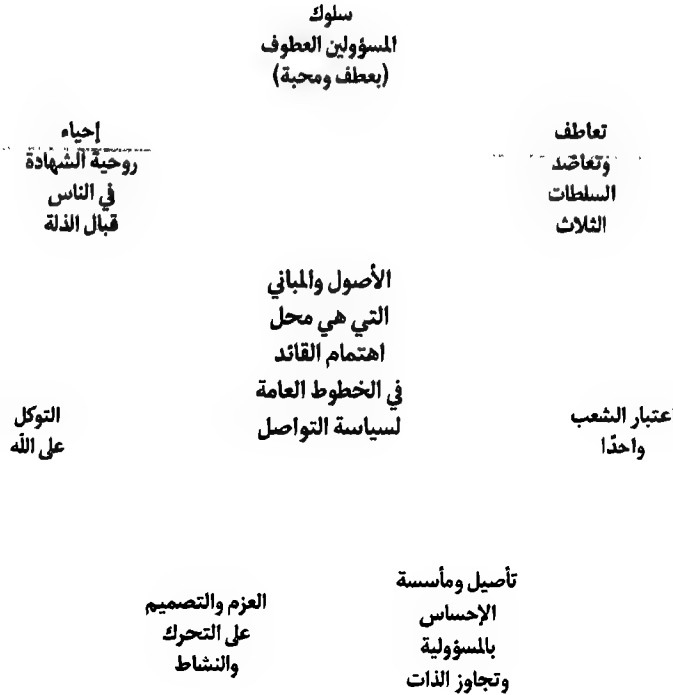 سلوك
المسؤولين العطوف
(بعطف ومحبة)
تعاطف
وتعاضد
السلطات
الثلاث
إحياء
روحية الشهادة
في الناس
قبال الذلة
الأصول والمباني
التي هي محل
اهتمام القائد
في الخطوط العامة
لسياسة التواصل
اعتبار الشعب
واحدًا
التوكل
على الله
تأصيل ومأسسة
الإحساس
بالمسؤولية
وتجاوز الذات
العزم والتصميم
على التحرك
والنشاط